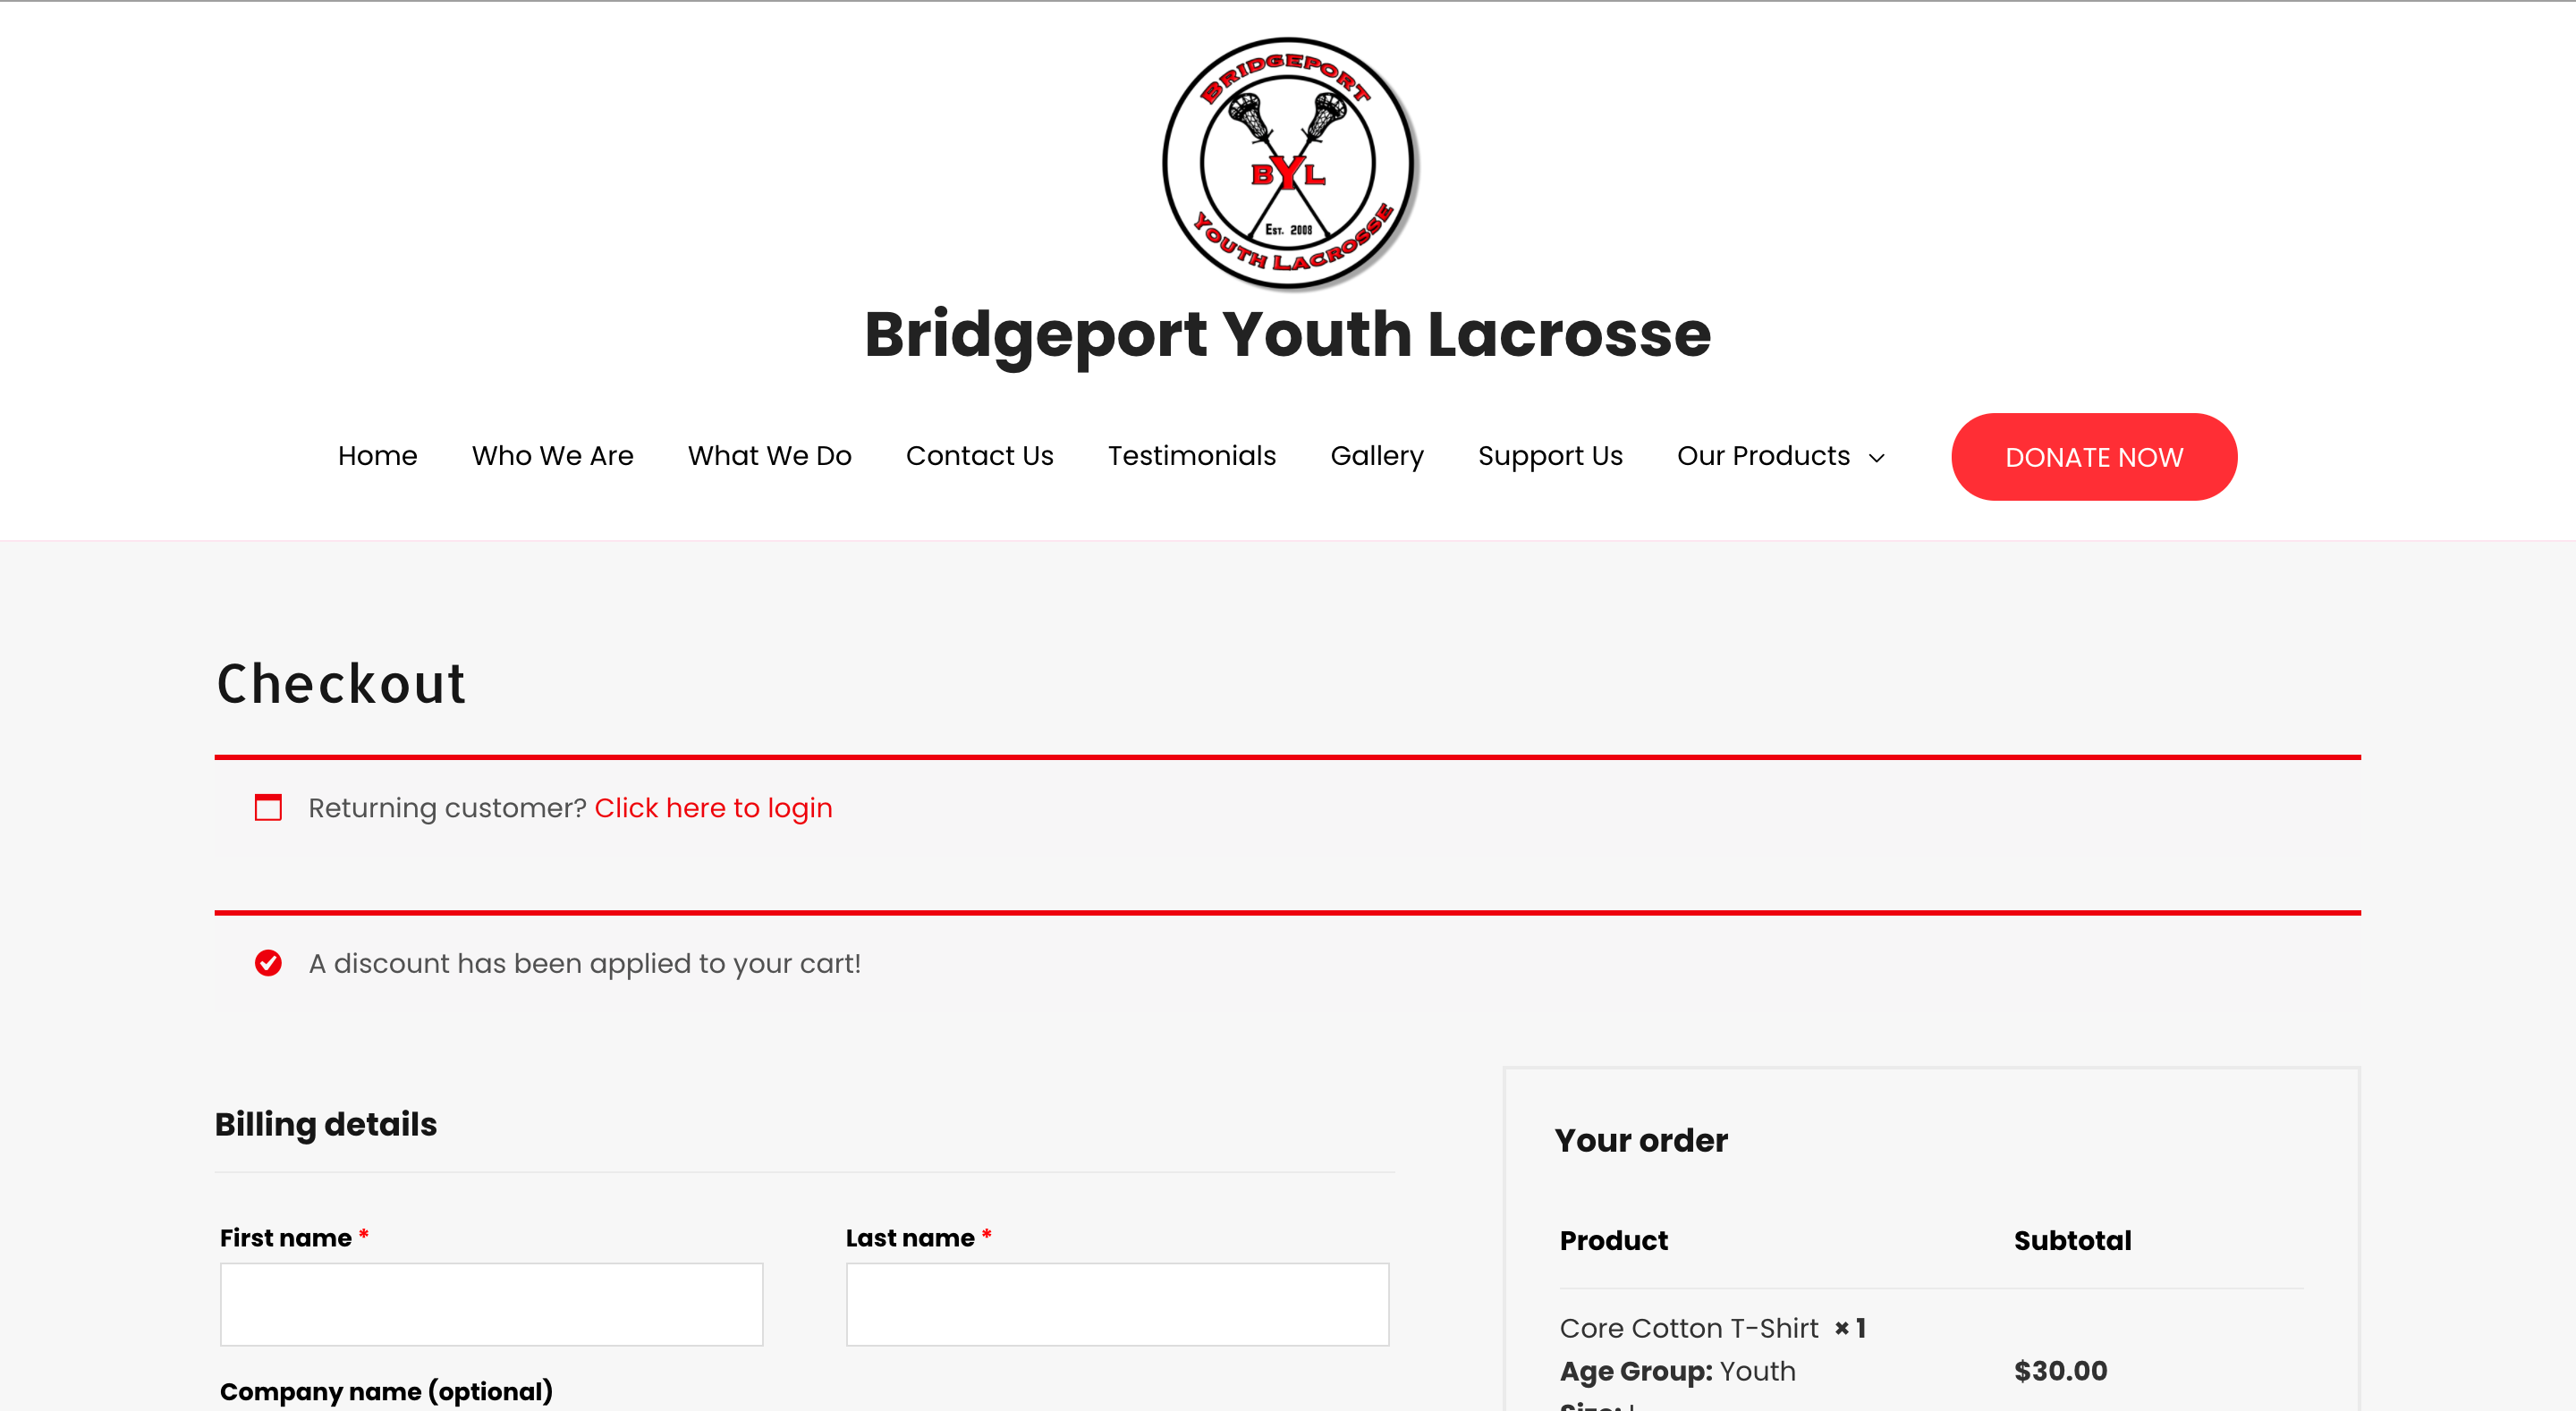 BRIDGEPORT
BYL
EST. 2008
YOUTH LACROSSE
Bridgeport Youth Lacrosse
Home Who We Are What We Do Contact Us Testimonials Gallery Support Us Our Products DONATE NOW
Checkout
Returning customer? Click here to login
A discount has been applied to your cart!
Billing details
Your order
First name *
Last name *
Product Subtotal
Core Cotton T-Shirt × 1
Age Group: Youth
$30.00
Company name (optional)